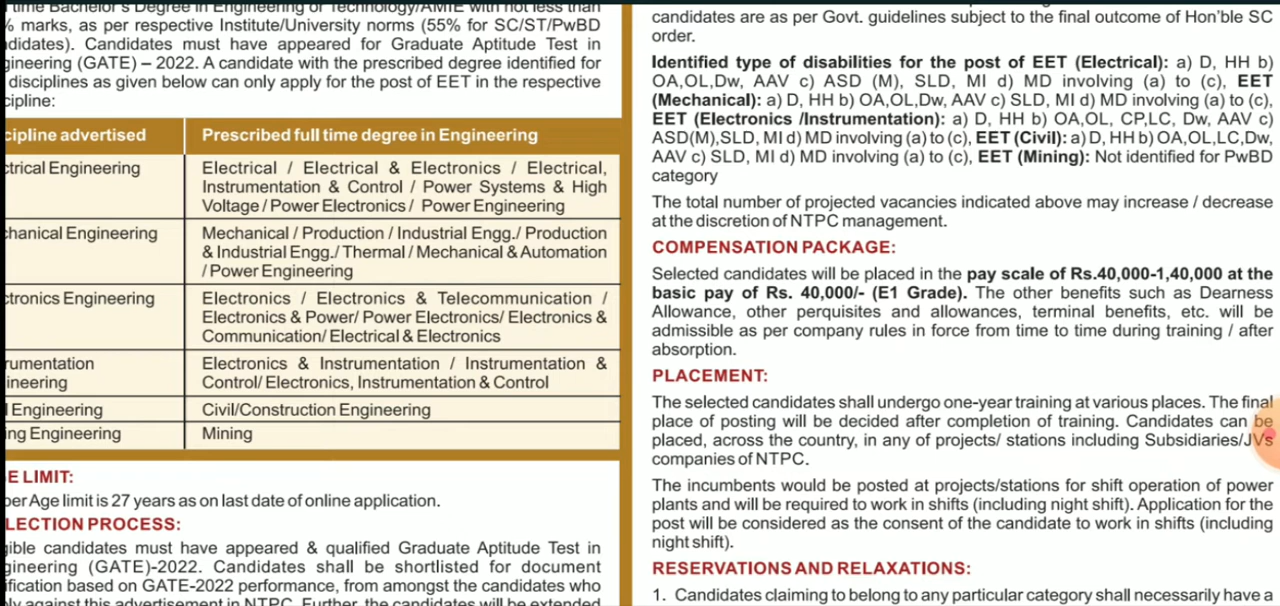 time Bachelor's Degree in Engineering or Technology/AMIE with not less than
% marks, as per respective Institute/University norms (55% for SC/ST/PwBD
didates). Candidates must have appeared for Graduate Aptitude Test in
gineering (GATE) – 2022. A candidate with the prescribed degree identified for
disciplines as given below can only apply for the post of EET in the respective
cipline:
cipline advertised
Prescribed full time degree in Engineering
ctrical Engineering
Electrical / Electrical & Electronics / Electrical,
Instrumentation & Control / Power Systems & High
Voltage / Power Electronics / Power Engineering
chanical Engineering
Mechanical / Production / Industrial Engg./ Production
& Industrial Engg./ Thermal / Mechanical & Automation
/ Power Engineering
ctronics Engineering
Electronics / Electronics & Telecommunication /
Electronics & Power/ Power Electronics/ Electronics &
Communication/ Electrical & Electronics
rumentation
ineering
Electronics & Instrumentation / Instrumentation &
Control/ Electronics, Instrumentation & Control
l Engineering
Civil/Construction Engineering
ing Engineering
Mining
E LIMIT:
per Age limit is 27 years as on last date of online application.
LECTION PROCESS:
gible candidates must have appeared & qualified Graduate Aptitude Test in
gineering (GATE)-2022. Candidates shall be shortlisted for document
ification based on GATE-2022 performance, from amongst the candidates who
ly against this advertisement in NTPC. Further, the candidates will be extended
candidates are as per Govt. guidelines subject to the final outcome of Hon'ble SC
order.
Identified type of disabilities for the post of EET (Electrical): a) D, HH b)
OA,OL,Dw, AAV c) ASD (M), SLD, MI d) MD involving (a) to (c), EET
(Mechanical): a) D, HH b) OA,OL,Dw, AAV c) SLD, MI d) MD involving (a) to (c),
EET (Electronics /Instrumentation): a) D, HH b) OA,OL, CP,LC, Dw, AAV c)
ASD(M),SLD, MI d) MD involving (a) to (c), EET (Civil): a) D, HH b) OA,OL,LC,Dw,
AAV c) SLD, MI d) MD involving (a) to (c), EET (Mining): Not identified for PwBD
category
The total number of projected vacancies indicated above may increase / decrease
at the discretion of NTPC management.
COMPENSATION PACKAGE:
Selected candidates will be placed in the pay scale of Rs.40,000-1,40,000 at the
basic pay of Rs. 40,000/- (E1 Grade). The other benefits such as Dearness
Allowance, other perquisites and allowances, terminal benefits, etc. will be
admissible as per company rules in force from time to time during training / after
absorption.
PLACEMENT:
The selected candidates shall undergo one-year training at various places. The final
place of posting will be decided after completion of training. Candidates can be
placed, across the country, in any of projects/ stations including Subsidiaries/JVs
companies of NTPC.
The incumbents would be posted at projects/stations for shift operation of power
plants and will be required to work in shifts (including night shift). Application for the
post will be considered as the consent of the candidate to work in shifts (including
night shift).
RESERVATIONS AND RELAXATIONS:
1. Candidates claiming to belong to any particular category shall necessarily have a